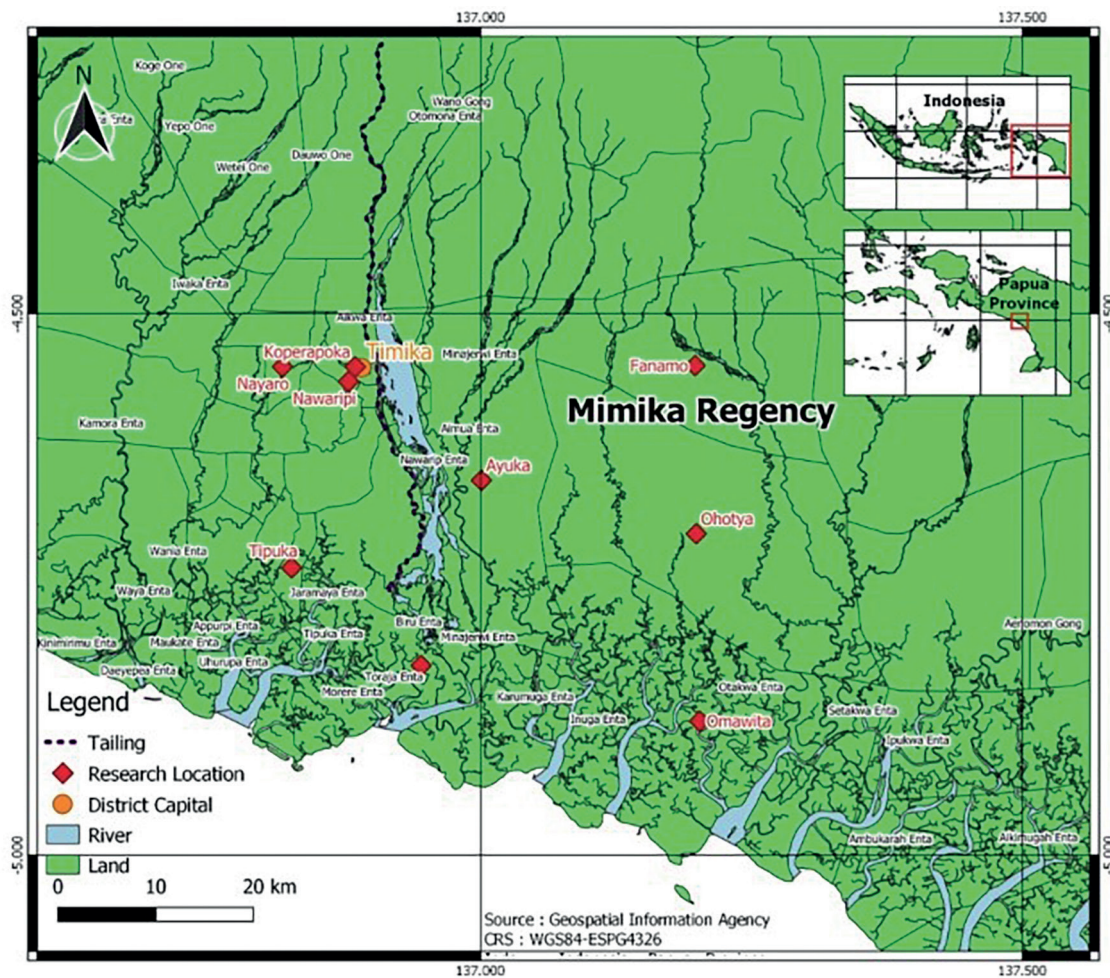 137.000
137.500
Koge One
N
Yepo One
Wano Gong
Otomona Enta
Dauwo One
Wetei One
Indonesia
Papua
Province
Iwaka Enta
-4.500
-4.500
Aikwa Enta
Koperapoka
Timika
Minajerwi Enta
Fanamo
Nayaro
Nawaripi
Mimika Regency
Kamora Enta
Aimua Enta
Nawarip Enta
Ayuka
Ohotya
Wania Enta
Tipuka
Waya Enta
Jaramaya Enta
Appurpi Enta
Tipuka Enta
Biru Enta
Minajerwi Enta
Aerjomon Gong
Kinimirimu Enta
Maukate Enta
Uhurupa Enta
Daeyepea Enta
Toraja Enta
Morere Enta
Karumuga Enta
Otakwa Enta
Inuga Enta
Omawita
Setakwa Enta
Ipukwa Enta
Ambukarah Enta
Aikimugah Enta
Legend
Tailing
Research Location
District Capital
River
Land
0 10 20 km
-5.000
-5.000
Source : Geospatial Information Agency
CRS : WGS84-ESPG4326
137.000
137.500